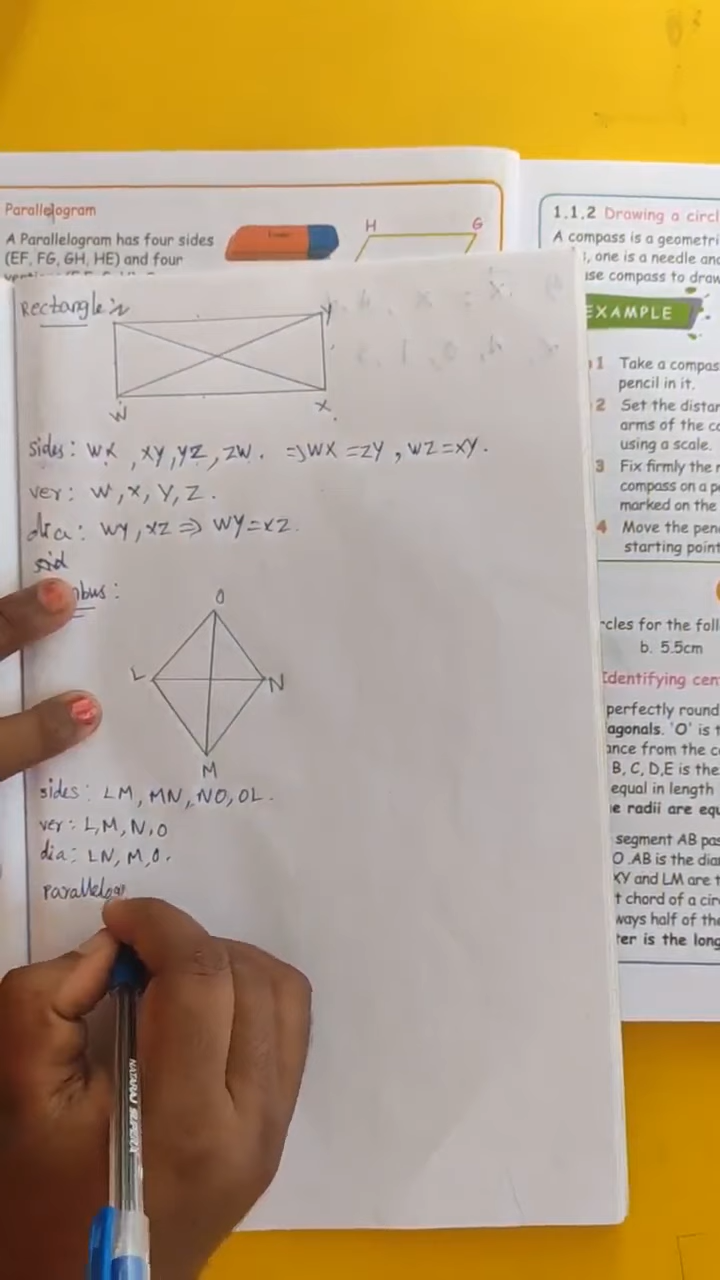 Parallelogram
A Parallelogram has four sides
(EF, FG, GH, HE) and four
H G
1.1.2 Drawing a circl
A compass is a geometri
, one is a needle and
use compass to draw
EXAMPLE
1 Take a compas
pencil in it.
2 Set the distan
arms of the co
using a scale.
3 Fix firmly the n
compass on a p
marked on the
4 Move the pen
starting point
rcles for the foll
b. 5.5cm
Identifying cen
perfectly round
agonals. 'O' is t
ance from the c
B, C, D, E is the
equal in length
e radii are equ
segment AB pas
O .AB is the dia
XY and LM are t
t chord of a cir
ways half of the
ter is the long
Rectangle:
Z Y
W X
sides: WX, XY, YZ, ZW. ⇒ WX = ZY, WZ = XY.
ver: W, X, Y, Z.
dia: WY, XZ ⇒ WY = XZ.
sid
mbus:
O
L N
M
sides: LM, MN, NO, OL.
ver: L, M, N, O
dia: LN, M, O.
Parallelog
NATARAJ